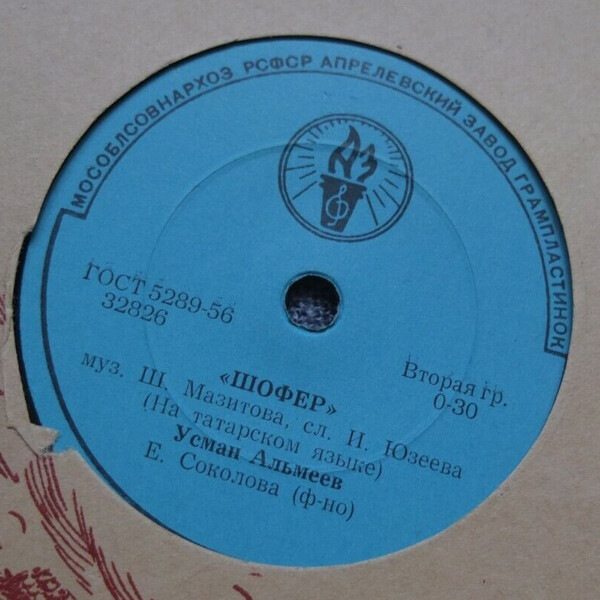 МОСОБЛСОВНАРХОЗ РСФСР АПРЕЛЕВСКИЙ ЗАВОД ГРАМПЛАСТИНОК
АЗ
ГОСТ 5289-56
32826
Вторая гр.
0-30
«ШОФЕР»
муз. Ш. Мазитова, сл. И. Юзеева
(На татарском языке)
Усман Альмеев
Е. Соколова (ф-но)